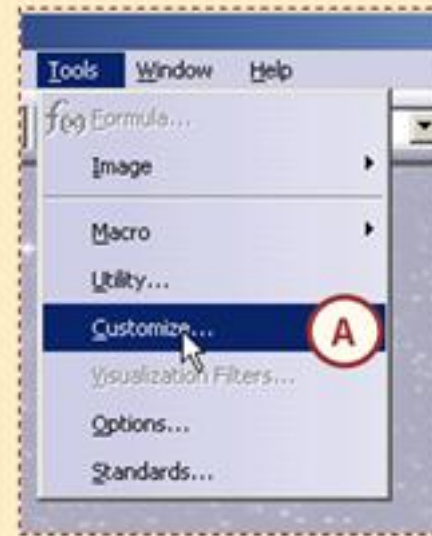 Tools Window Help
f(x) Formula...
Image
Macro
Utility...
Customize...
A
Visualization Filters...
Options...
Standards...